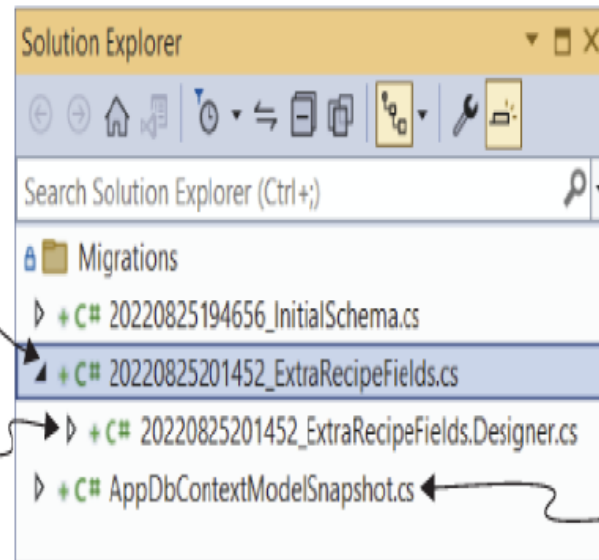 Solution Explorer
Search Solution Explorer (Ctrl+;)
Migrations
+ C# 20220825194656_InitialSchema.cs
+ C# 20220825201452_ExtraRecipeFields.cs
+ C# 20220825201452_ExtraRecipeFields.Designer.cs
+ C# AppDbContextModelSnapshot.cs